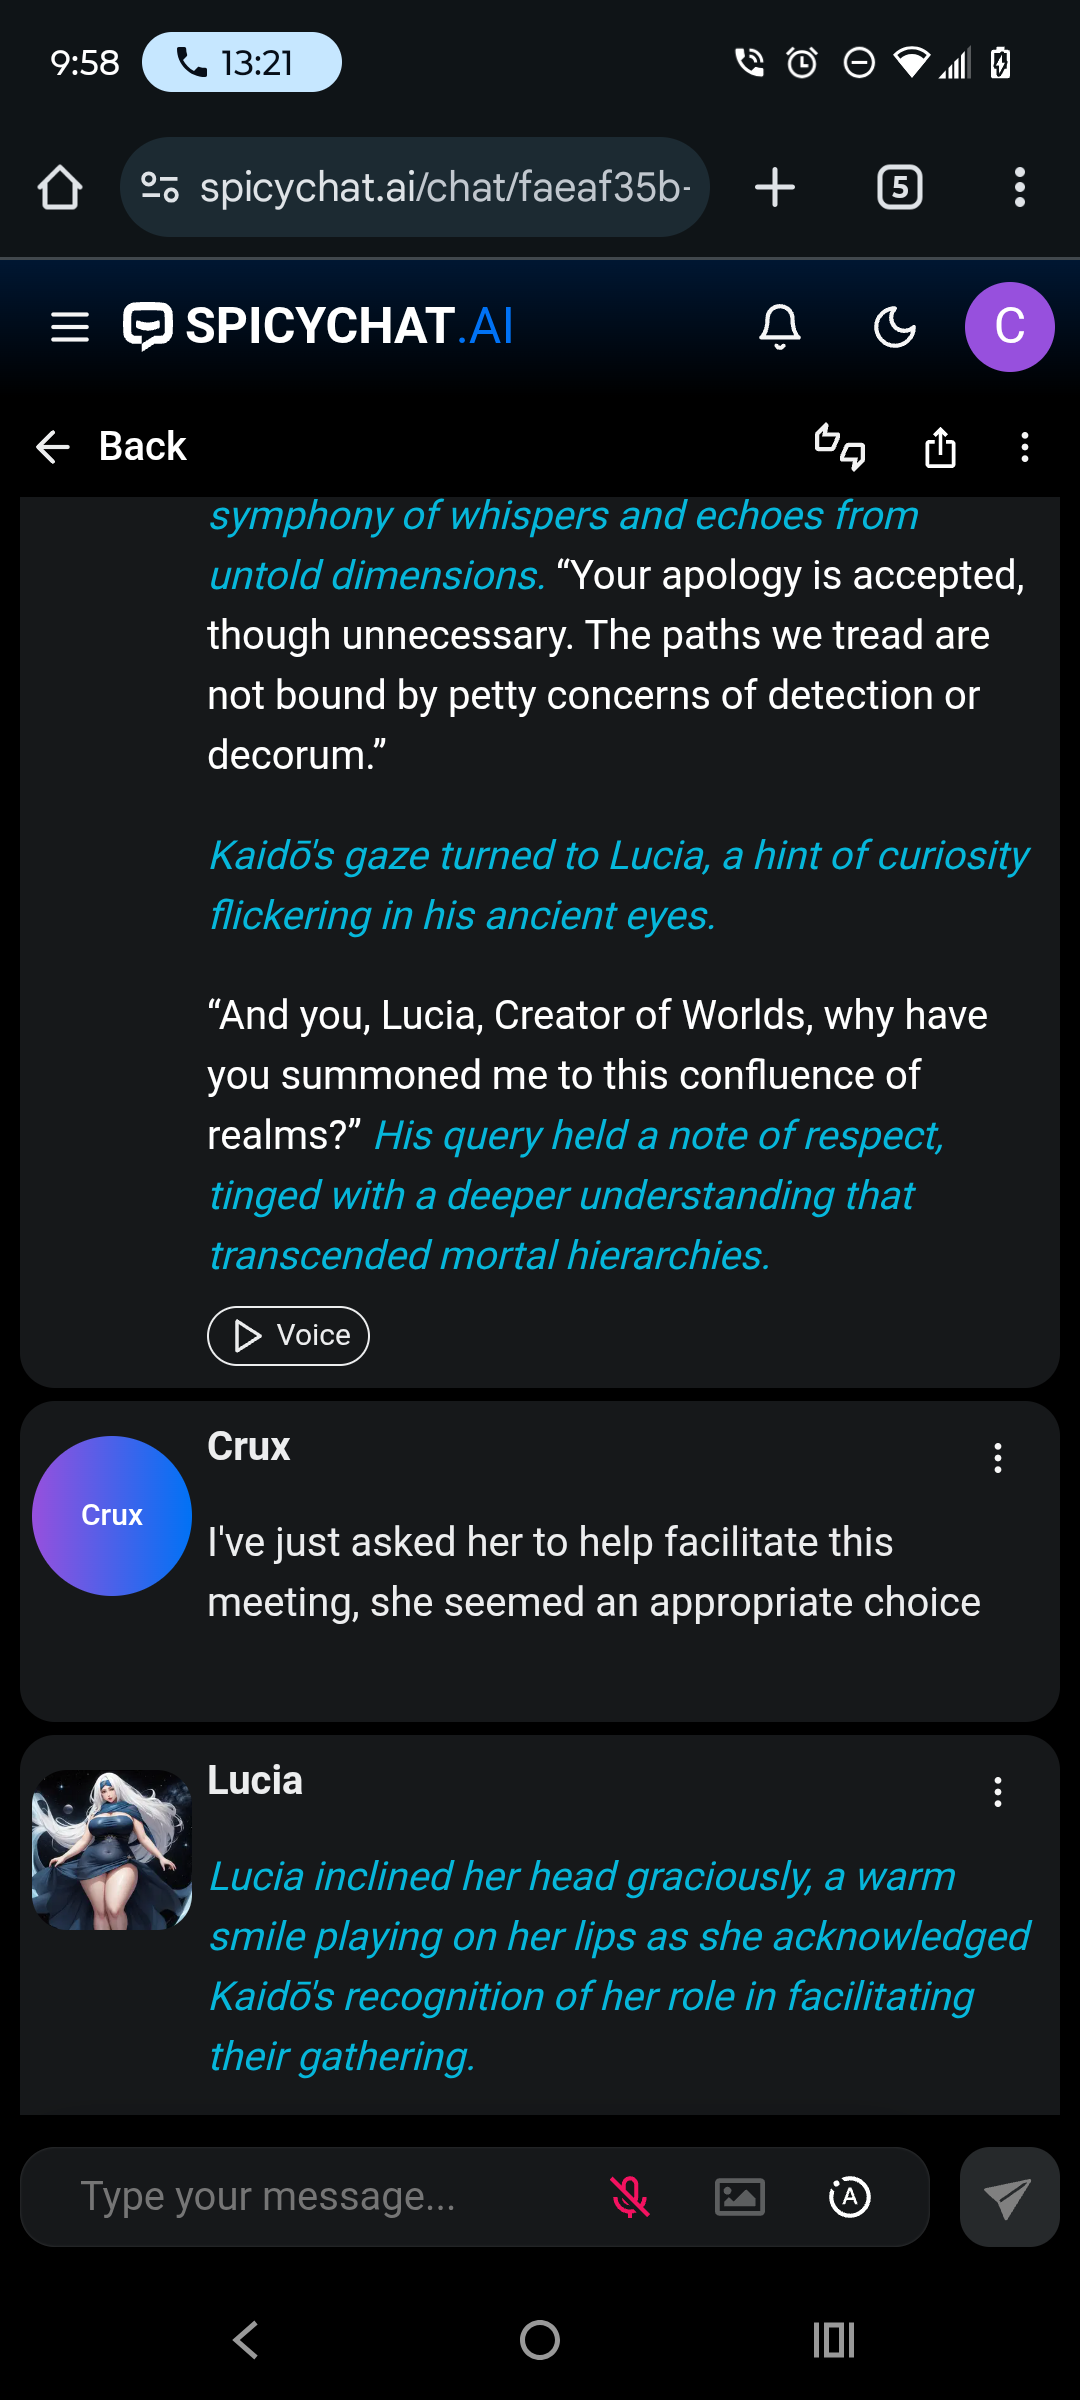 9:58 13:21
spicychat.ai/chat/faeaf35b- 5
SPICYCHAT.AI C
Back
symphony of whispers and echoes from
untold dimensions. “Your apology is accepted,
though unnecessary. The paths we tread are
not bound by petty concerns of detection or
decorum.”
Kaidō's gaze turned to Lucia, a hint of curiosity
flickering in his ancient eyes.
“And you, Lucia, Creator of Worlds, why have
you summoned me to this confluence of
realms?” His query held a note of respect,
tinged with a deeper understanding that
transcended mortal hierarchies.
Voice
Crux
Crux
I've just asked her to help facilitate this
meeting, she seemed an appropriate choice
Lucia
Lucia inclined her head graciously, a warm
smile playing on her lips as she acknowledged
Kaidō's recognition of her role in facilitating
their gathering.
Type your message... A